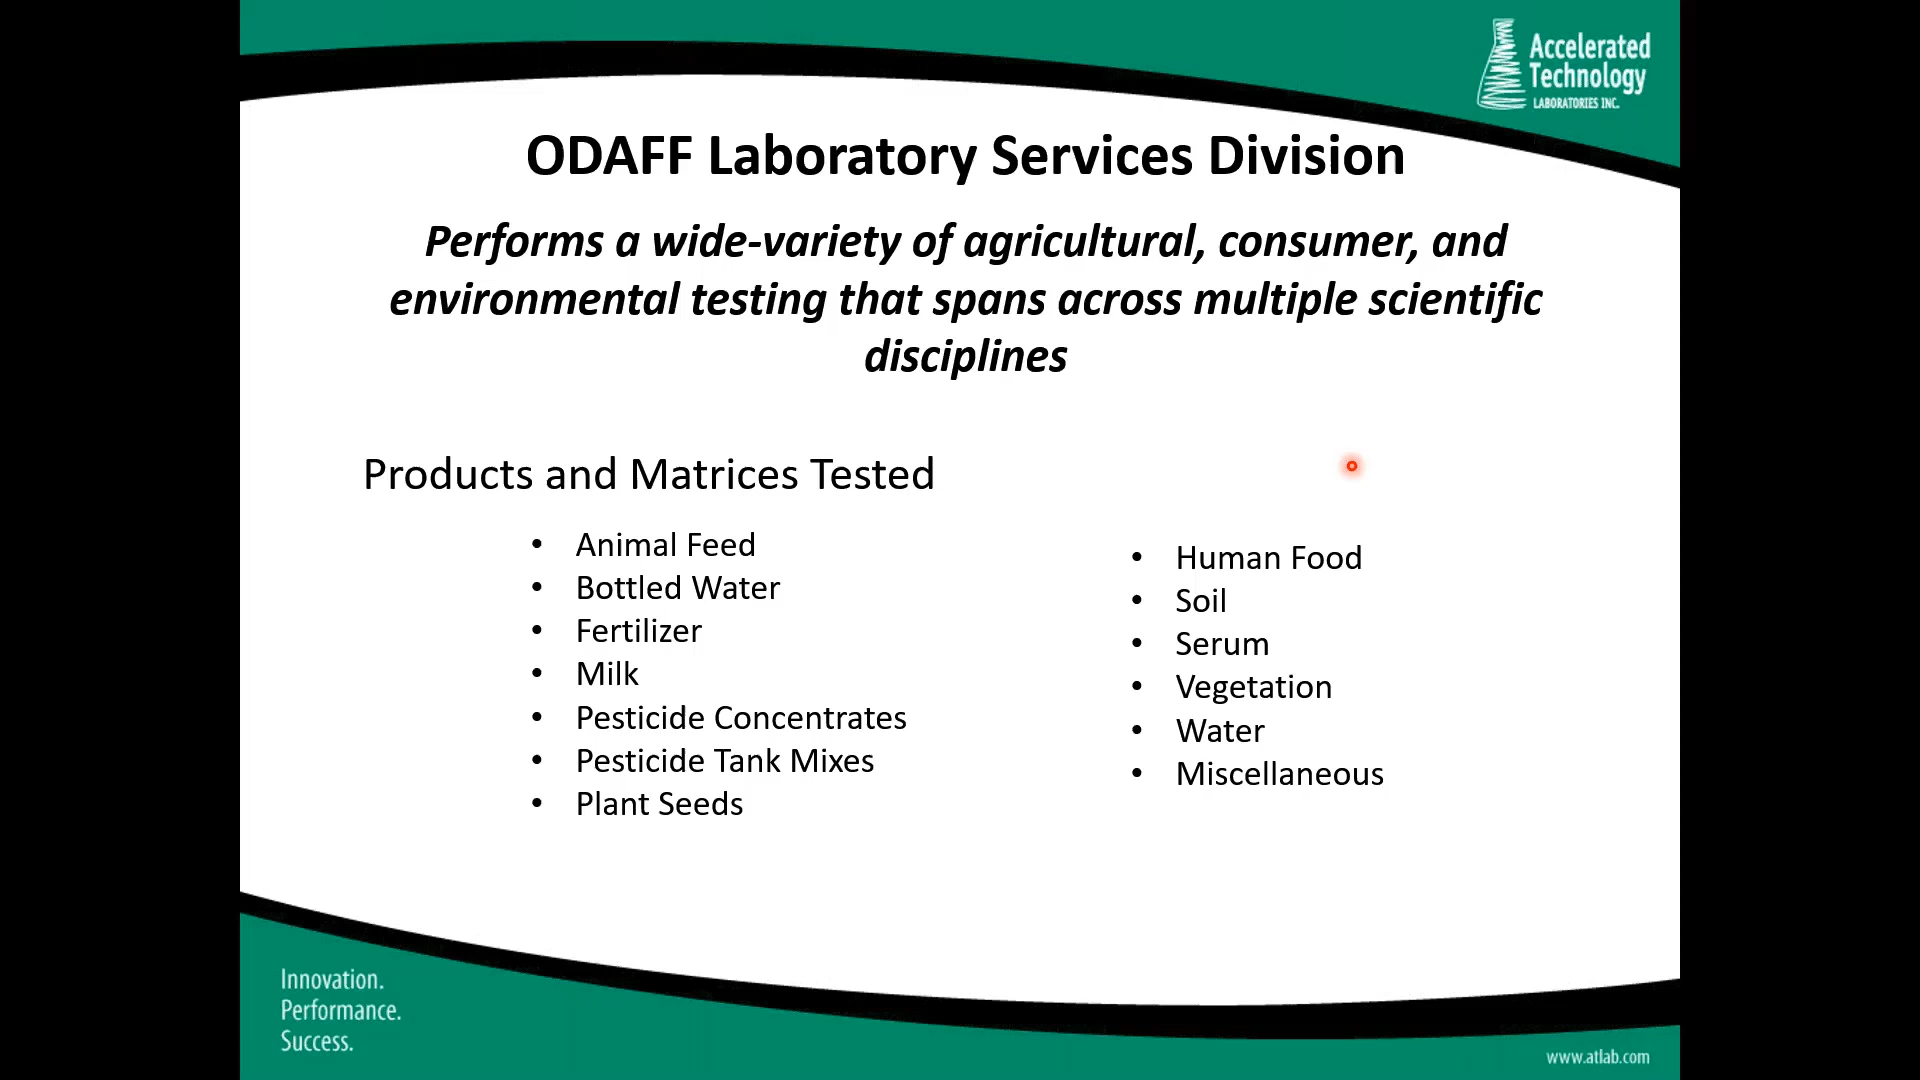 Accelerated
Technology
LABORATORIES INC.
ODAFF Laboratory Services Division
Performs a wide-variety of agricultural, consumer, and
environmental testing that spans across multiple scientific
disciplines
Products and Matrices Tested
• Animal Feed
• Bottled Water
• Fertilizer
• Milk
• Pesticide Concentrates
• Pesticide Tank Mixes
• Plant Seeds
• Human Food
• Soil
• Serum
• Vegetation
• Water
• Miscellaneous
Innovation.
Performance.
Success.
www.atlab.com